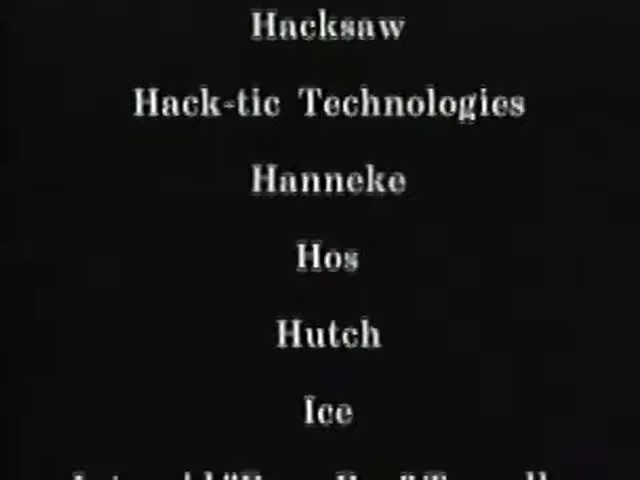 Hacksaw
Hack-tic Technologies
Hanneke
Hos
Hutch
Ice